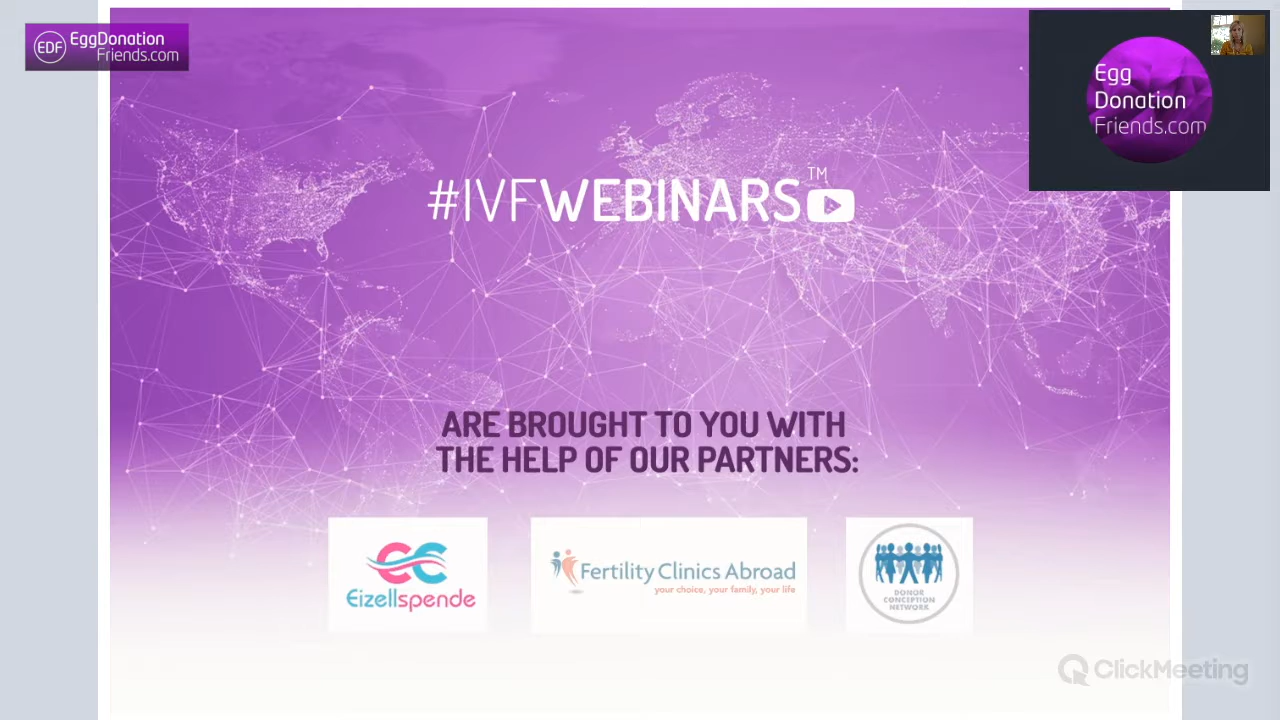 EDF
EggDonation
Friends.com
Egg
Donation
Friends.com
#IVFWEBINARS™
ARE BROUGHT TO YOU WITH
THE HELP OF OUR PARTNERS:
Eizellspende
Fertility Clinics Abroad
your choice, your family, your life
DONOR
CONCEPTION
NETWORK
ClickMeeting